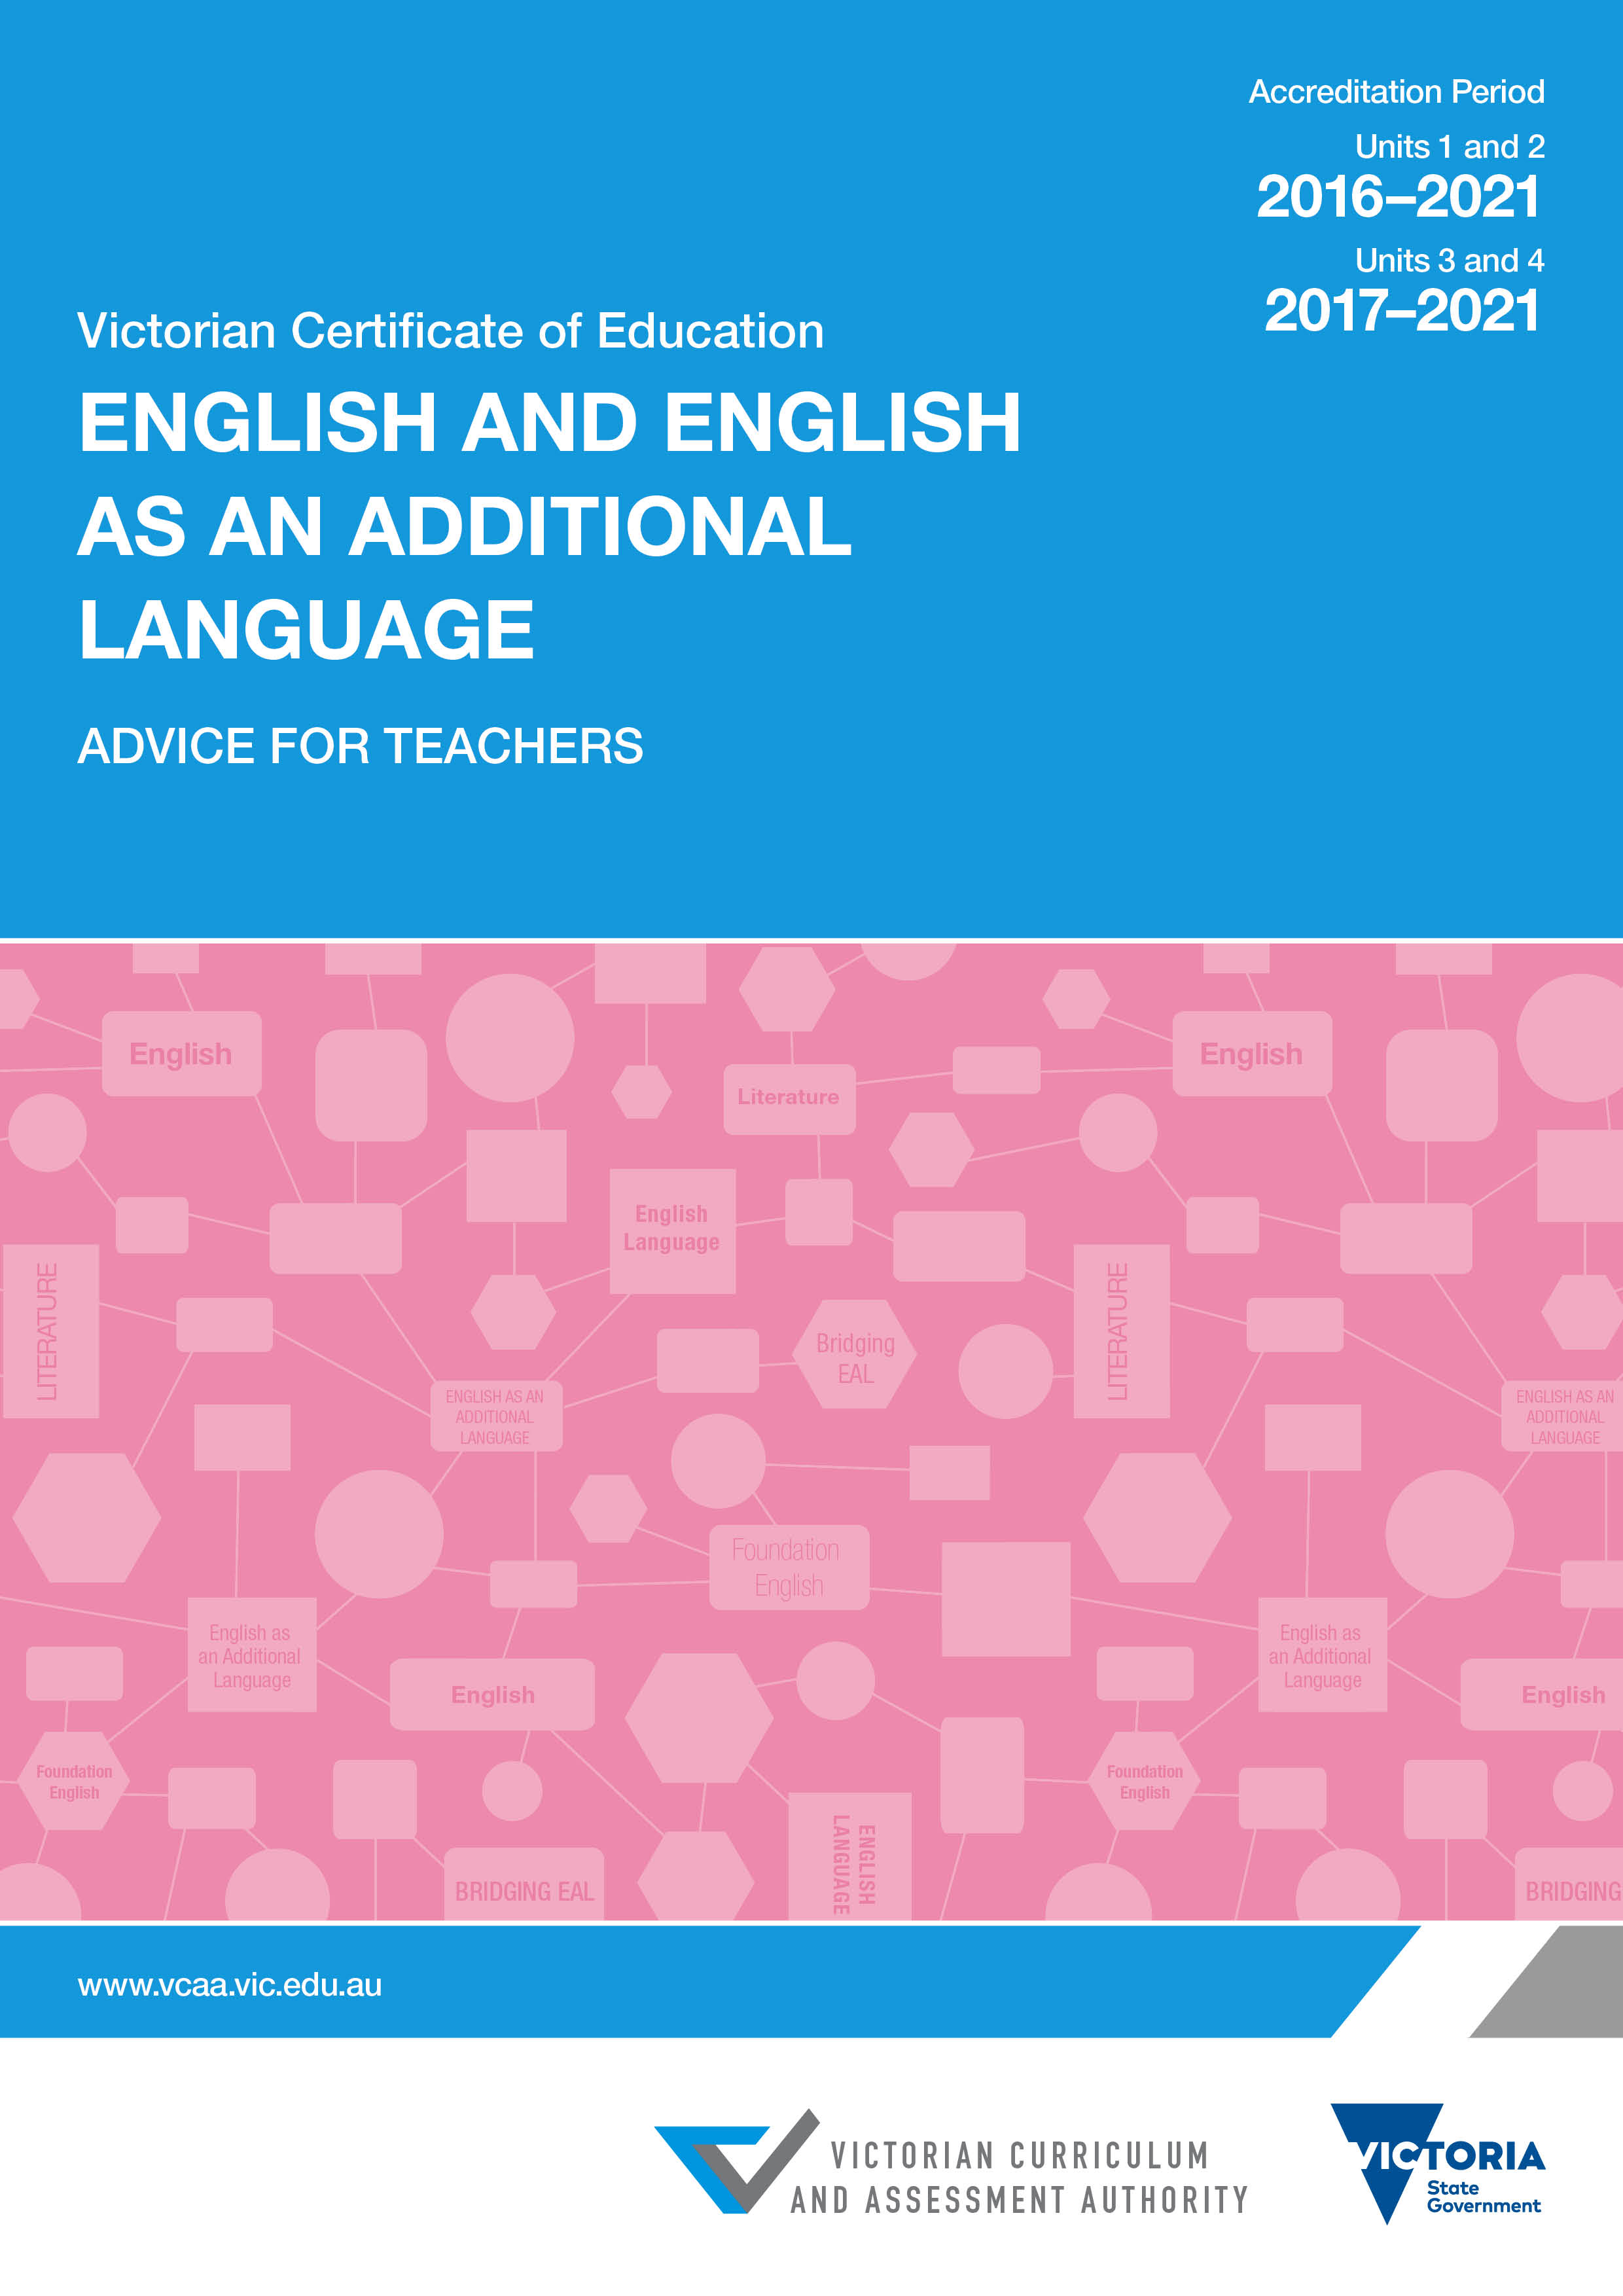 Accreditation Period
Units 1 and 2
2016–2021
Units 3 and 4
2017–2021
Victorian Certificate of Education
ENGLISH AND ENGLISH
AS AN ADDITIONAL
LANGUAGE
ADVICE FOR TEACHERS
English
English
Literature
English
Language
LITERATURE
LITERATURE
Bridging
EAL
ENGLISH AS AN
ADDITIONAL
LANGUAGE
ENGLISH AS AN
ADDITIONAL
LANGUAGE
Foundation
English
English as
an Additional
Language
English as
an Additional
Language
English
English
Foundation
English
Foundation
English
ENGLISH
LANGUAGE
BRIDGING EAL
BRIDGING
www.vcaa.vic.edu.au
VICTORIAN CURRICULUM
AND ASSESSMENT AUTHORITY
VICTORIA
State
Government